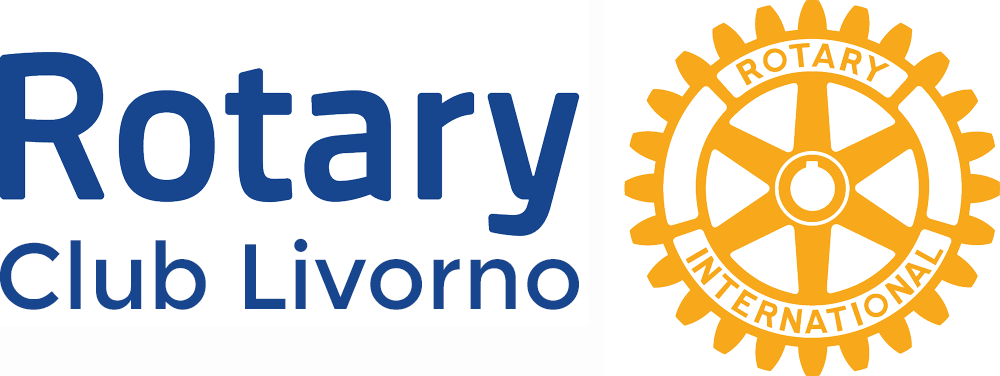 Rotary
Club Livorno
ROTARY
INTERNATIONAL